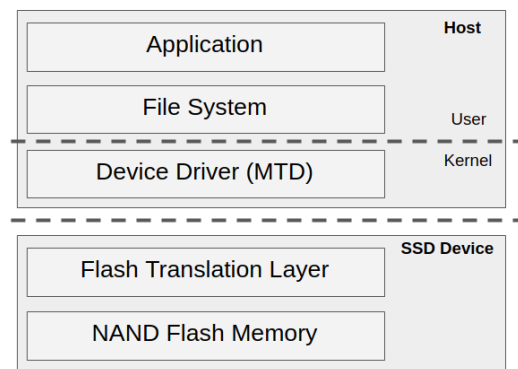 Host
Application
File System
User
Kernel
Device Driver (MTD)
SSD Device
Flash Translation Layer
NAND Flash Memory